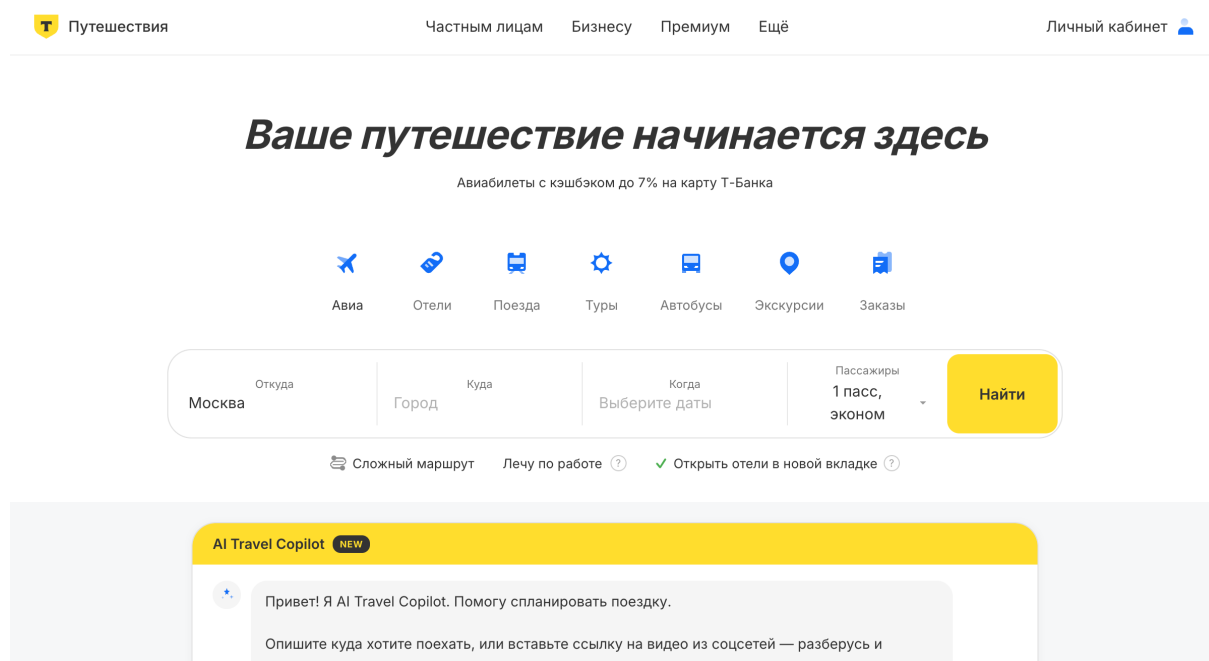 Т Путешествия
Частным лицам Бизнесу Премиум Ещё
Личный кабинет
Ваше путешествие начинается здесь
Авиабилеты с кэшбэком до 7% на карту Т-Банка
Авиа Отели Поезда Туры Автобусы Экскурсии Заказы
Откуда
Москва
Куда
Город
Когда
Выберите даты
Пассажиры
1 пасс,
эконом
Найти
Сложный маршрут Лечу по работе ? Открыть отели в новой вкладке ?
AI Travel Copilot NEW
Привет! Я AI Travel Copilot. Помогу спланировать поездку.
Опишите куда хотите поехать, или вставьте ссылку на видео из соцсетей — разберусь и